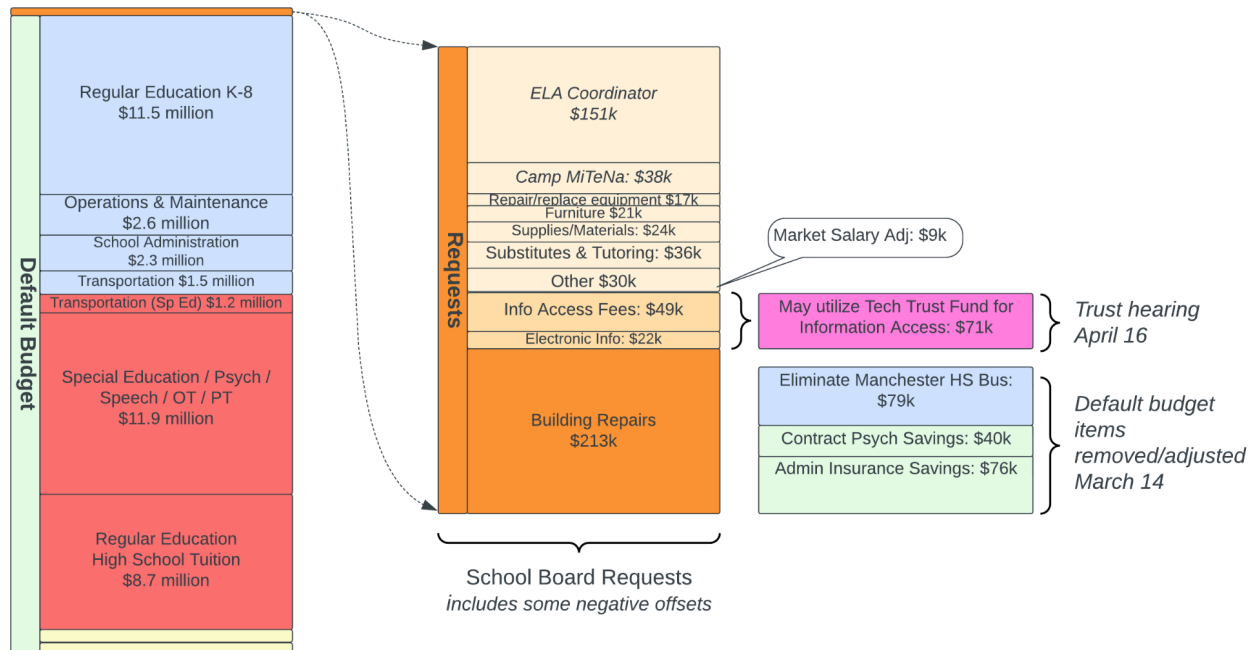 Default Budget
Regular Education K-8
$11.5 million
Operations & Maintenance
$2.6 million
School Administration
$2.3 million
Transportation $1.5 million
Transportation (Sp Ed) $1.2 million
Special Education / Psych /
Speech / OT / PT
$11.9 million
Regular Education
High School Tuition
$8.7 million
Requests
ELA Coordinator
$151k
Camp MiTeNa: $38k
Repair/replace equipment $17k
Furniture $21k
Supplies/Materials: $24k
Substitutes & Tutoring: $36k
Other $30k
Info Access Fees: $49k
Electronic Info: $22k
Building Repairs
$213k
School Board Requests
includes some negative offsets
Market Salary Adj: $9k
May utilize Tech Trust Fund for
Information Access: $71k
Eliminate Manchester HS Bus:
$79k
Contract Psych Savings: $40k
Admin Insurance Savings: $76k
Trust hearing
April 16
Default budget
items
removed/adjusted
March 14